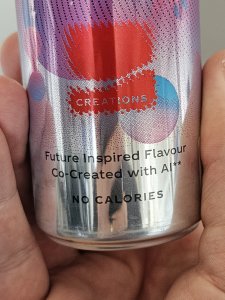 CREATIONS
Future Inspired Flavour
Co-Created with AI**
NO CALORIES